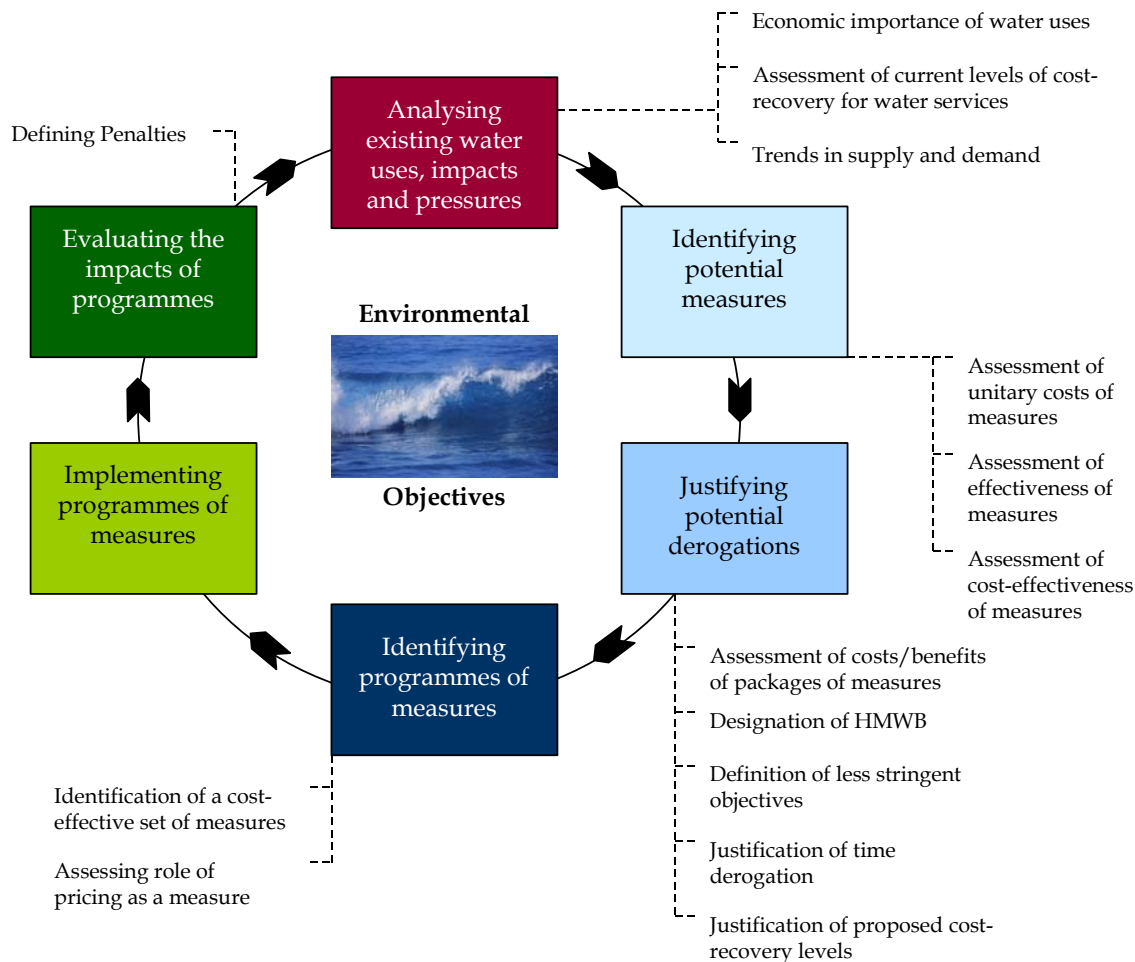 Economic importance of water uses
Assessment of current levels of cost-
recovery for water services
Trends in supply and demand
Defining Penalties
Analysing
existing water
uses, impacts
and pressures
Evaluating the
impacts of
programmes
Identifying
potential
measures
Environmental
Objectives
Assessment of
unitary costs of
measures
Assessment of
effectiveness of
measures
Assessment of
cost-effectiveness
of measures
Implementing
programmes of
measures
Justifying
potential
derogations
Identifying
programmes of
measures
Assessment of costs/benefits
of packages of measures
Designation of HMWB
Definition of less stringent
objectives
Justification of time
derogation
Justification of proposed cost-
recovery levels
Identification of a cost-
effective set of measures
Assessing role of
pricing as a measure